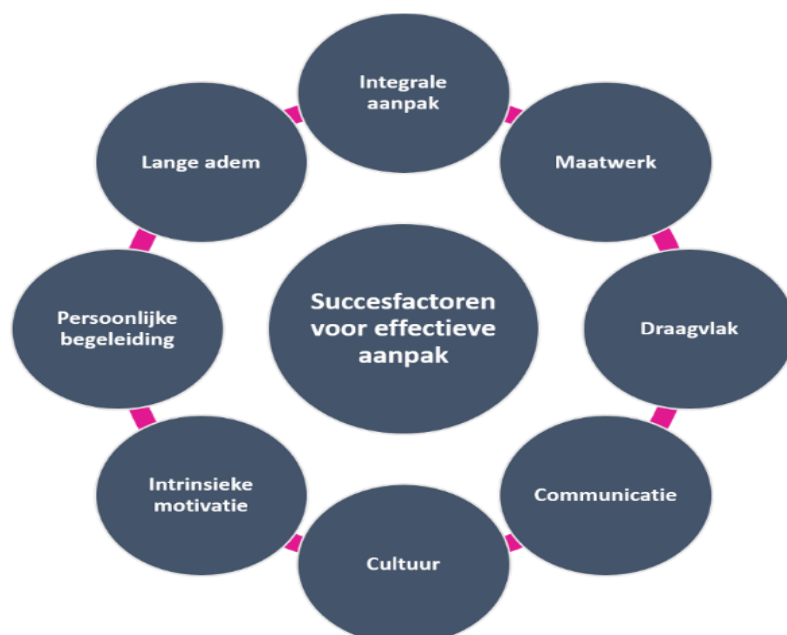 Integrale
aanpak
Lange adem
Maatwerk
Persoonlijke
begeleiding
Succesfactoren
voor effectieve
aanpak
Draagvlak
Intrinsieke
motivatie
Communicatie
Cultuur